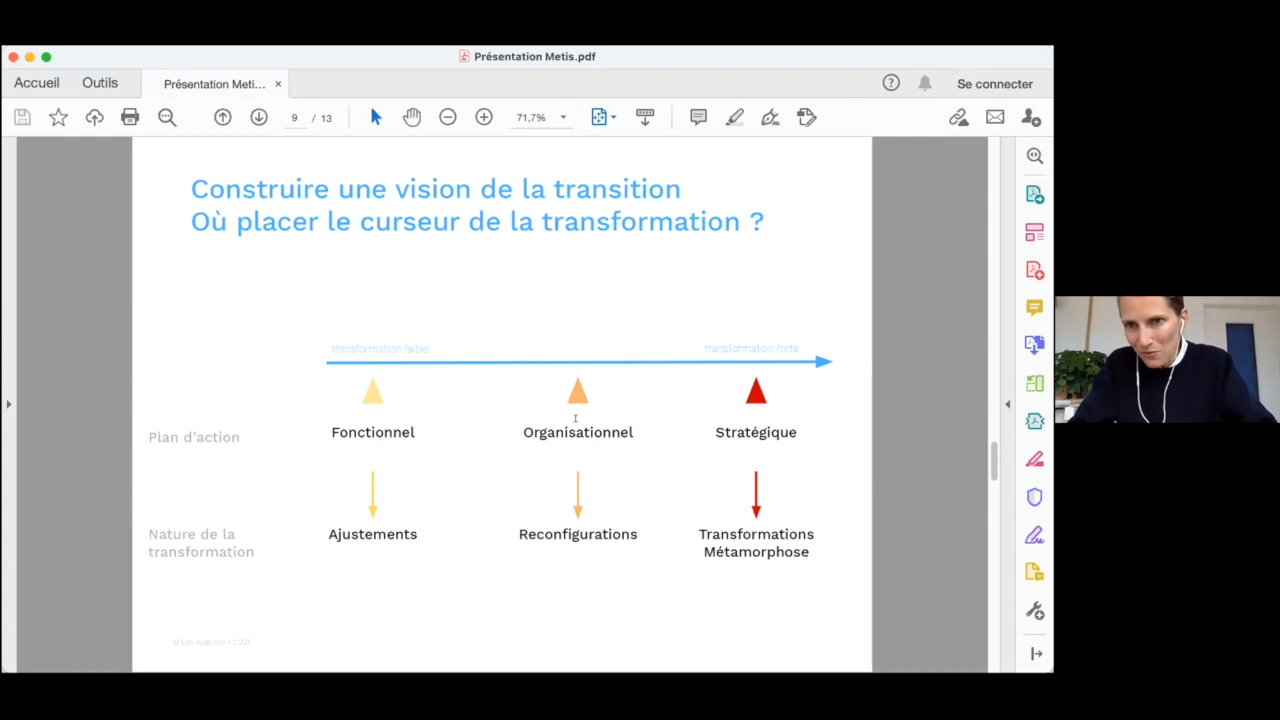 Présentation Metis.pdf
Accueil Outils Présentation Meti... × ? Se connecter
9 / 13 71,7%
Construire une vision de la transition
Où placer le curseur de la transformation ?
transformation faible transformation forte
Plan d'action Fonctionnel Organisationnel Stratégique
Nature de la transformation Ajustements Reconfigurations Transformations Métamorphose